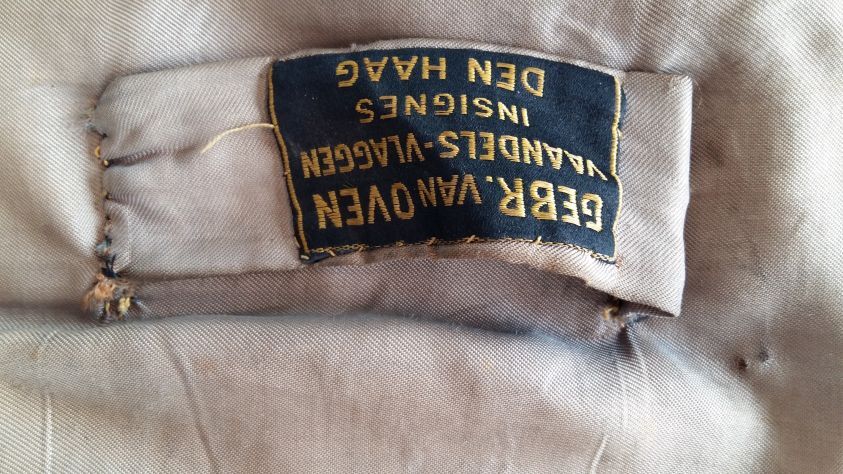 GEBR. VAN OVEN
VAANDELS-VLAGGEN
INSIGNES
DEN HAAG